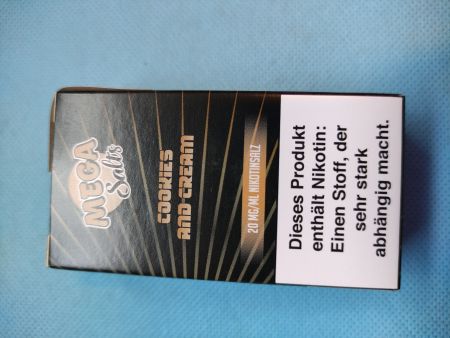 MEGA
Salts
COOKIES
AND CREAM
20 MG/ML NIKOTINSALZ
Dieses Produkt
enthält Nikotin:
Einen Stoff, der
sehr stark
abhängig macht.